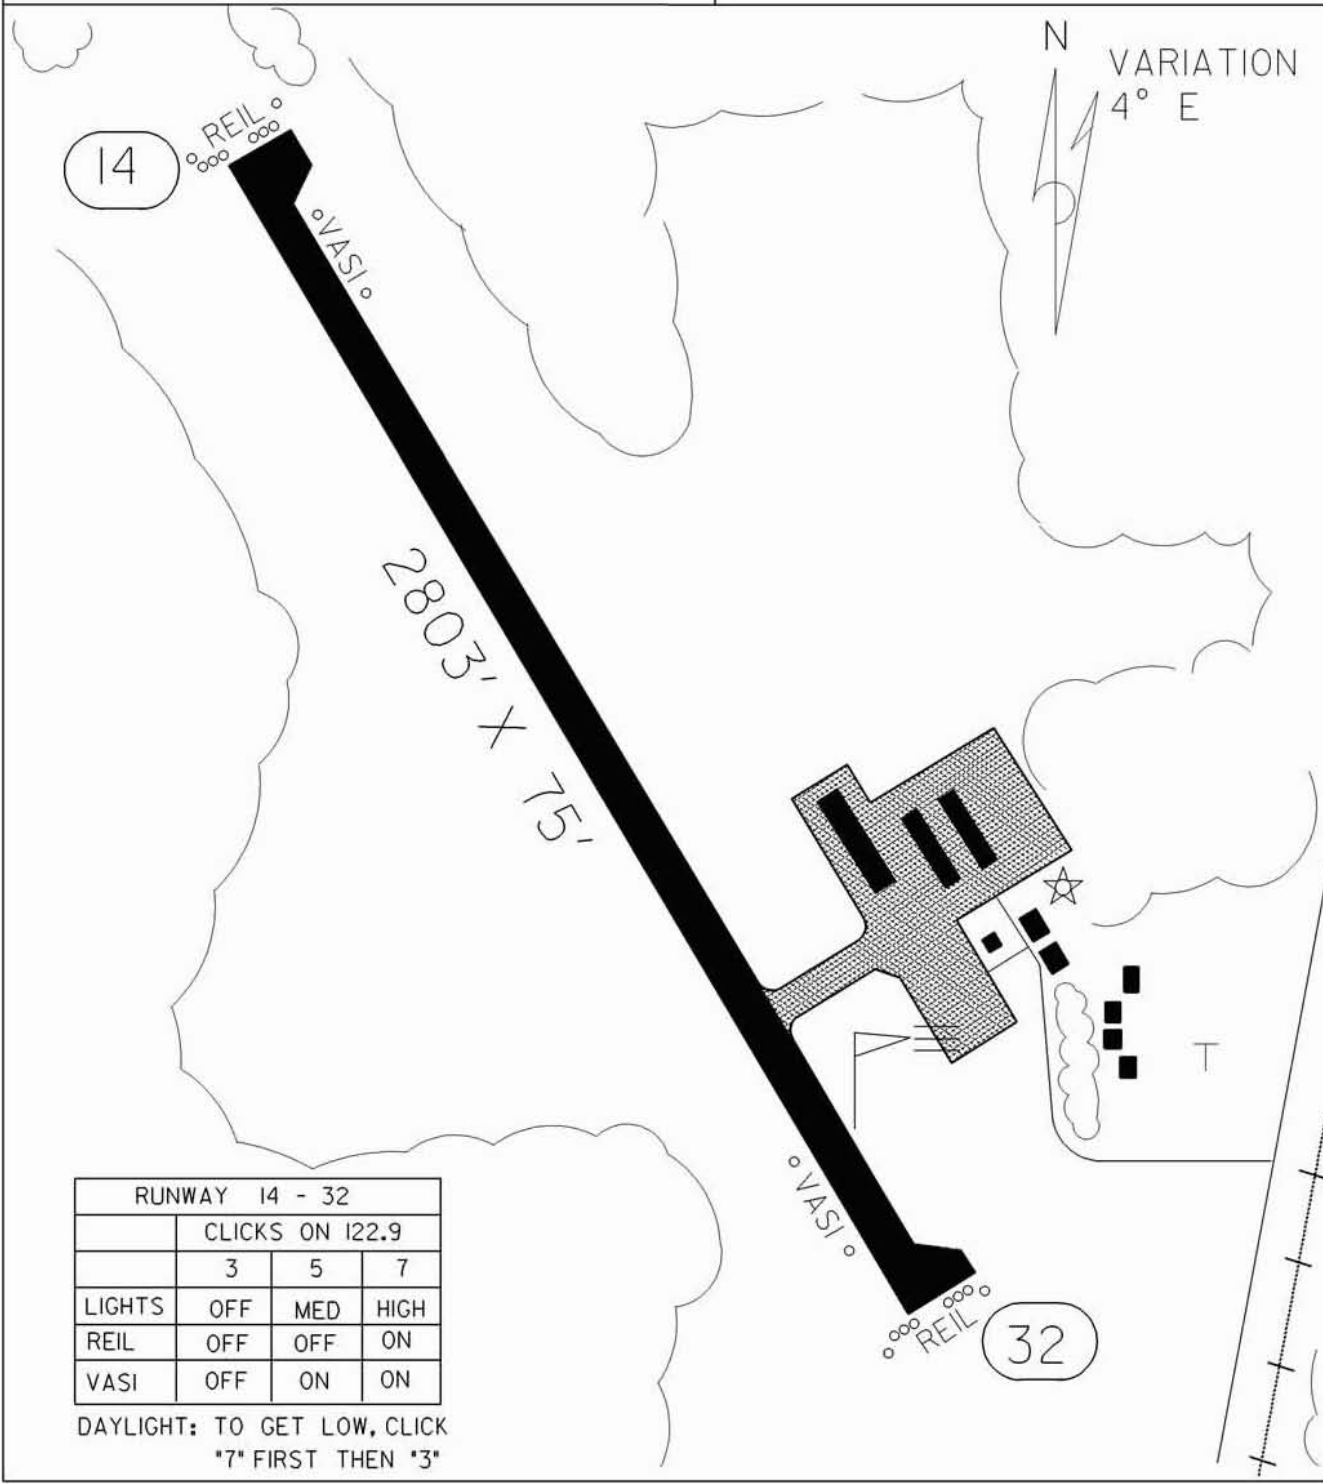 N
VARIATION
4° E
REIL
14
VASI
2803' X 75'
T
VASI
REIL
32
RUNWAY 14 - 32
CLICKS ON 122.9
3 5 7
LIGHTS OFF MED HIGH
REIL OFF OFF ON
VASI OFF ON ON
DAYLIGHT: TO GET LOW, CLICK
"7" FIRST THEN "3"